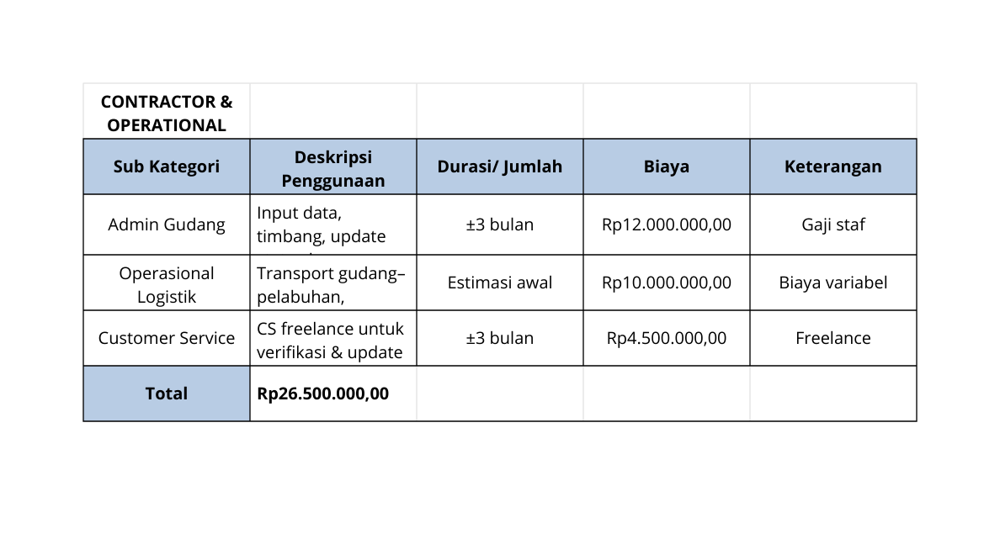 CONTRACTOR &
OPERATIONAL
Sub Kategori
Deskripsi
Penggunaan
Durasi/ Jumlah
Biaya
Keterangan
Admin Gudang
Input data,
timbang, update
±3 bulan
Rp12.000.000,00
Gaji staf
Operasional
Logistik
Transport gudang–
pelabuhan,
Estimasi awal
Rp10.000.000,00
Biaya variabel
Customer Service
CS freelance untuk
verifikasi & update
±3 bulan
Rp4.500.000,00
Freelance
Total
Rp26.500.000,00